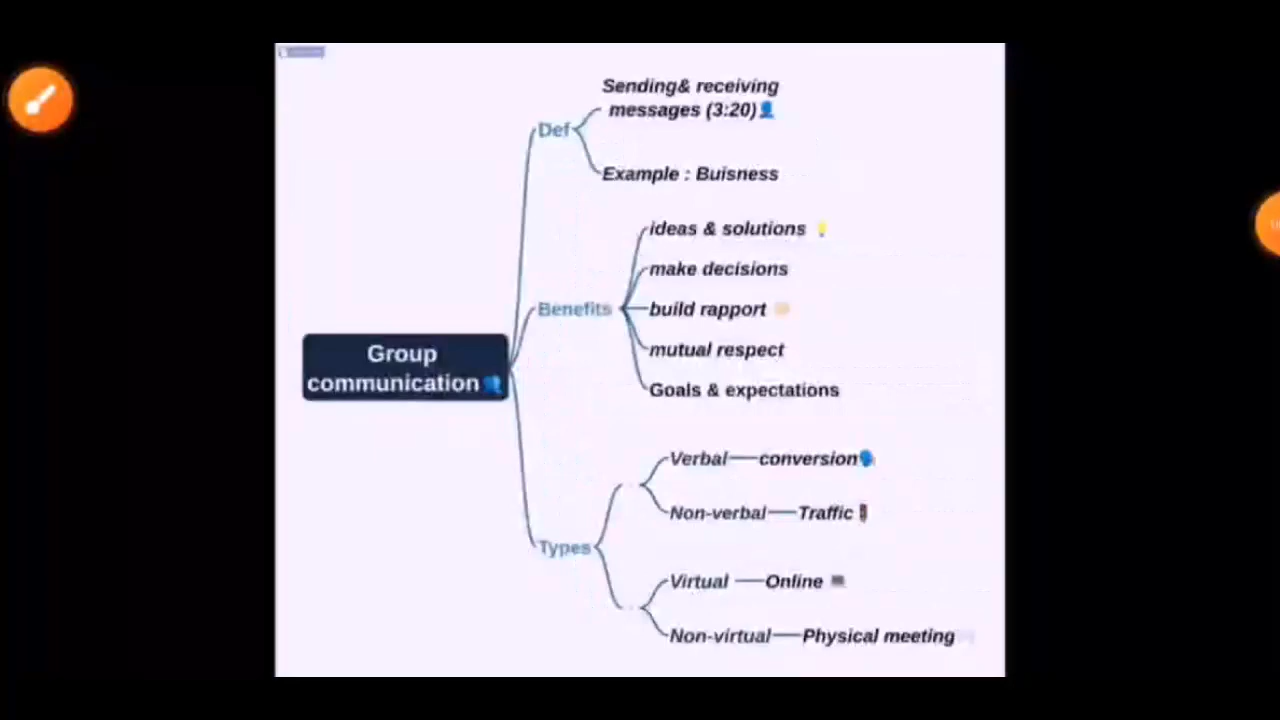 Sending& receiving
messages (3:20)
Def
Example : Buisness
ideas & solutions
make decisions
Benefits
build rapport
mutual respect
Goals & expectations
Group
communication
Verbal
conversion
Non-verbal
Traffic
Types
Virtual
Online
Non-virtual
Physical meeting